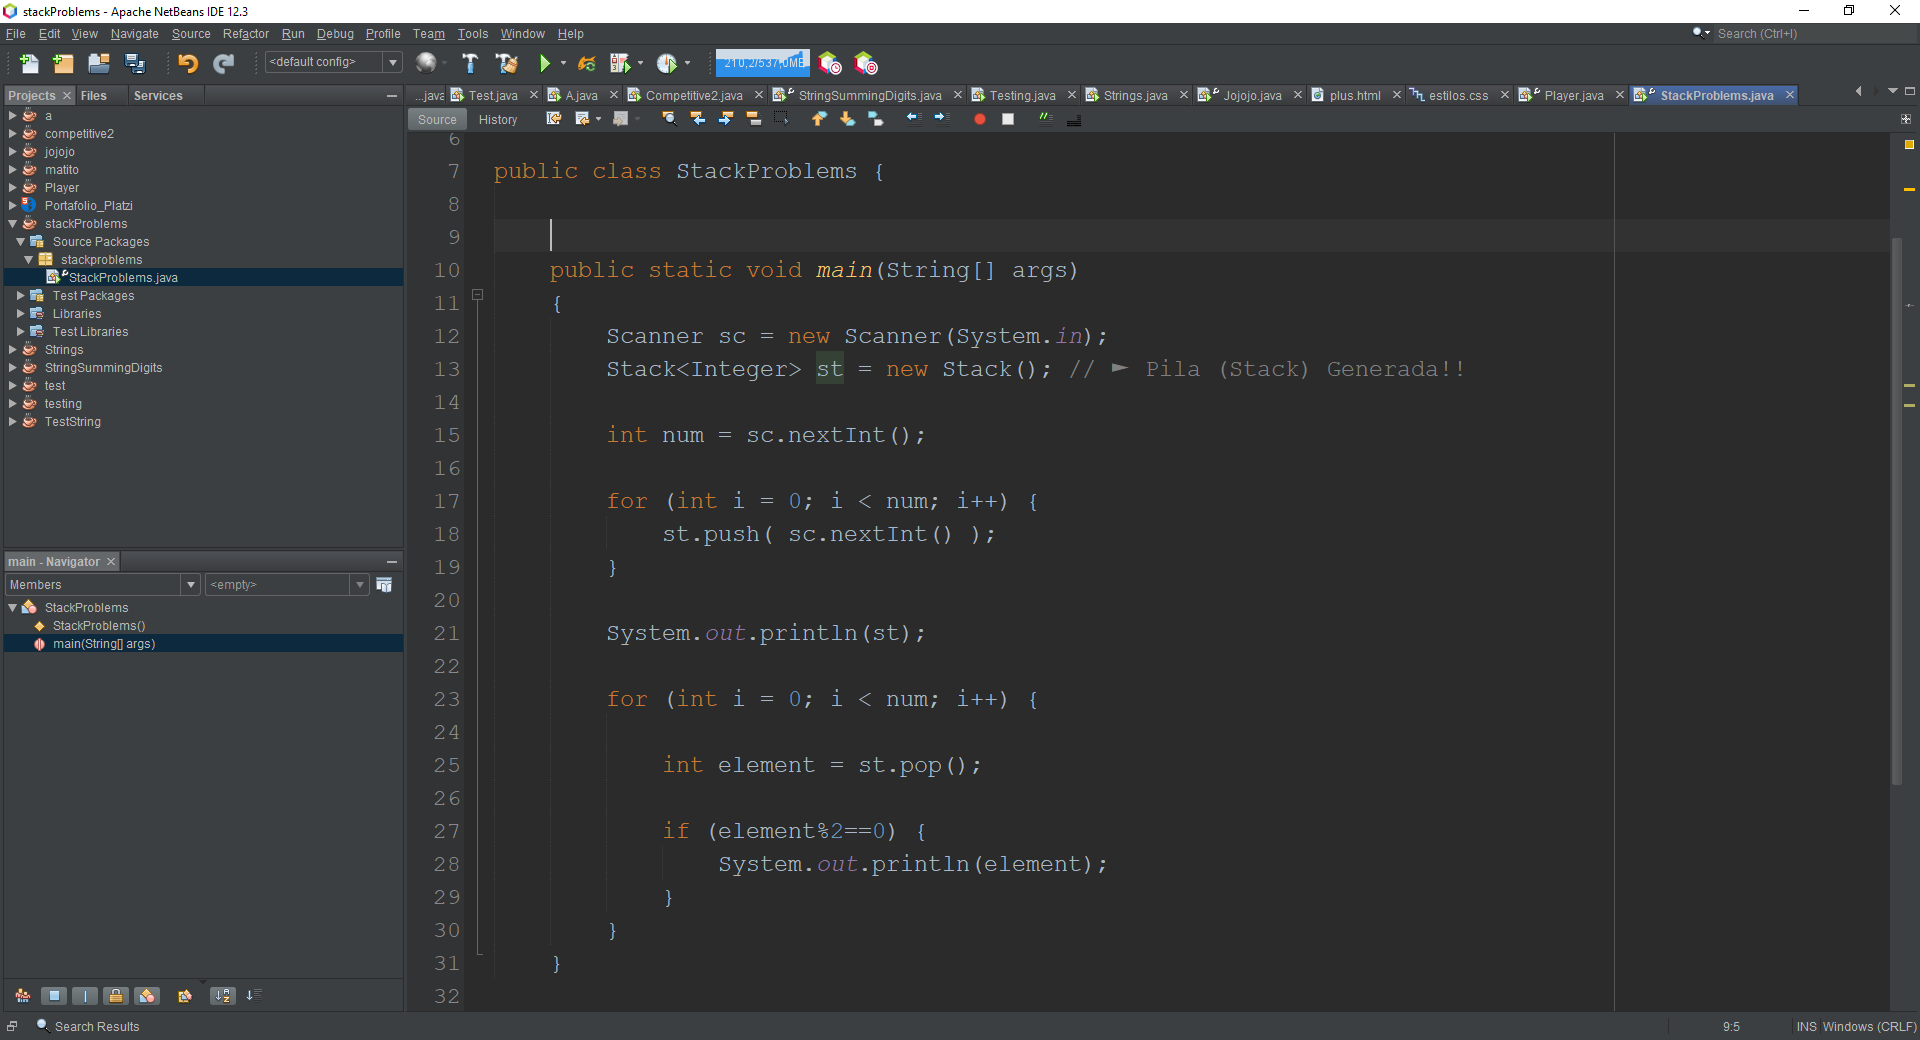 stackProblems - Apache NetBeans IDE 12.3
File Edit View Navigate Source Refactor Run Debug Profile Team Tools Window Help
Search (Ctrl+I)
<default config>
210,2/537,0MB
Projects Files Services
...java Test.java A.java Competitive2.java StringSummingDigits.java Testing.java Strings.java Jojojo.java plus.html estilos.css Player.java StackProblems.java
Source History
a
competitive2
jojojo
matito
Player
Portafolio_Platzi
stackProblems
Source Packages
stackproblems
StackProblems.java
Test Packages
Libraries
Test Libraries
Strings
StringSummingDigits
test
testing
TestString
main - Navigator
Members <empty>
StackProblems
StackProblems()
main(String[] args)
6
7 public class StackProblems {
8
9
10 public static void main(String[] args)
11 {
12 Scanner sc = new Scanner(System.in);
13 Stack<Integer> st = new Stack(); // ► Pila (Stack) Generada!!
14
15 int num = sc.nextInt();
16
17 for (int i = 0; i < num; i++) {
18 st.push( sc.nextInt() );
19 }
20
21 System.out.println(st);
22
23 for (int i = 0; i < num; i++) {
24
25 int element = st.pop();
26
27 if (element%2==0) {
28 System.out.println(element);
29 }
30 }
31 }
32
Search Results
9:5 INS Windows (CRLF)